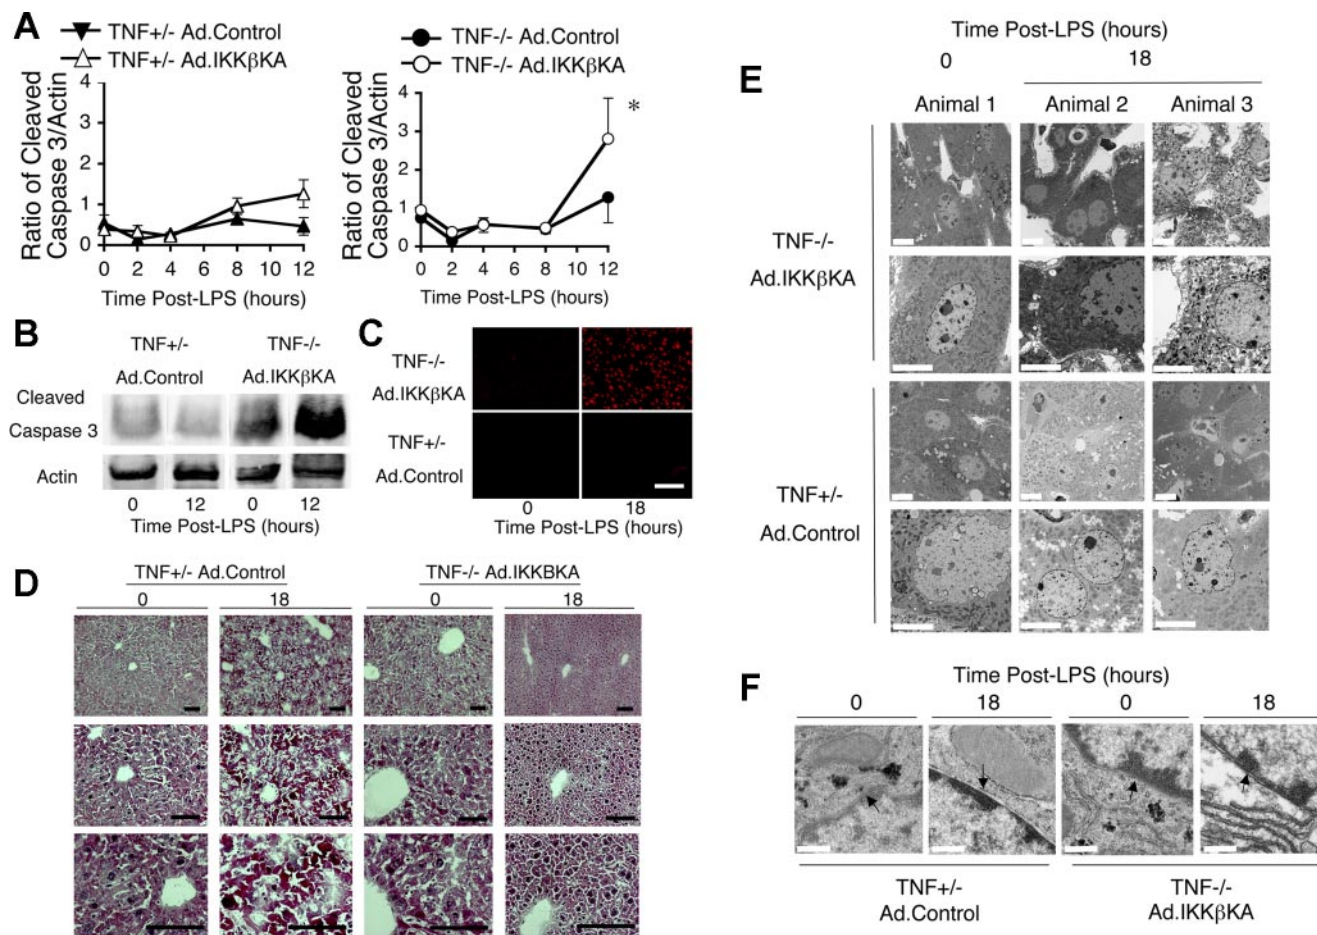 A
TNF+/- Ad.Control
TNF+/- Ad.IKKβKA
Ratio of Cleaved
Caspase 3/Actin
4
3
2
1
0
0 2 4 6 8 10 12
Time Post-LPS (hours)
TNF-/- Ad.Control
TNF-/- Ad.IKKβKA
Ratio of Cleaved
Caspase 3/Actin
4
3
2
1
0
*
0 2 4 6 8 10 12
Time Post-LPS (hours)
B
TNF+/- TNF-/-
Ad.Control Ad.IKKβKA
Cleaved
Caspase 3
Actin
0 12 0 12
Time Post-LPS (hours)
C
TNF-/-
Ad.IKKβKA
TNF+/-
Ad.Control
0 18
Time Post-LPS (hours)
D
TNF+/- Ad.Control TNF-/- Ad.IKKBKA
0 18 0 18
E
Time Post-LPS (hours)
0 18
Animal 1 Animal 2 Animal 3
TNF-/-
Ad.IKKβKA
TNF+/-
Ad.Control
F
Time Post-LPS (hours)
0 18 0 18
TNF+/- TNF-/-
Ad.Control Ad.IKKβKA